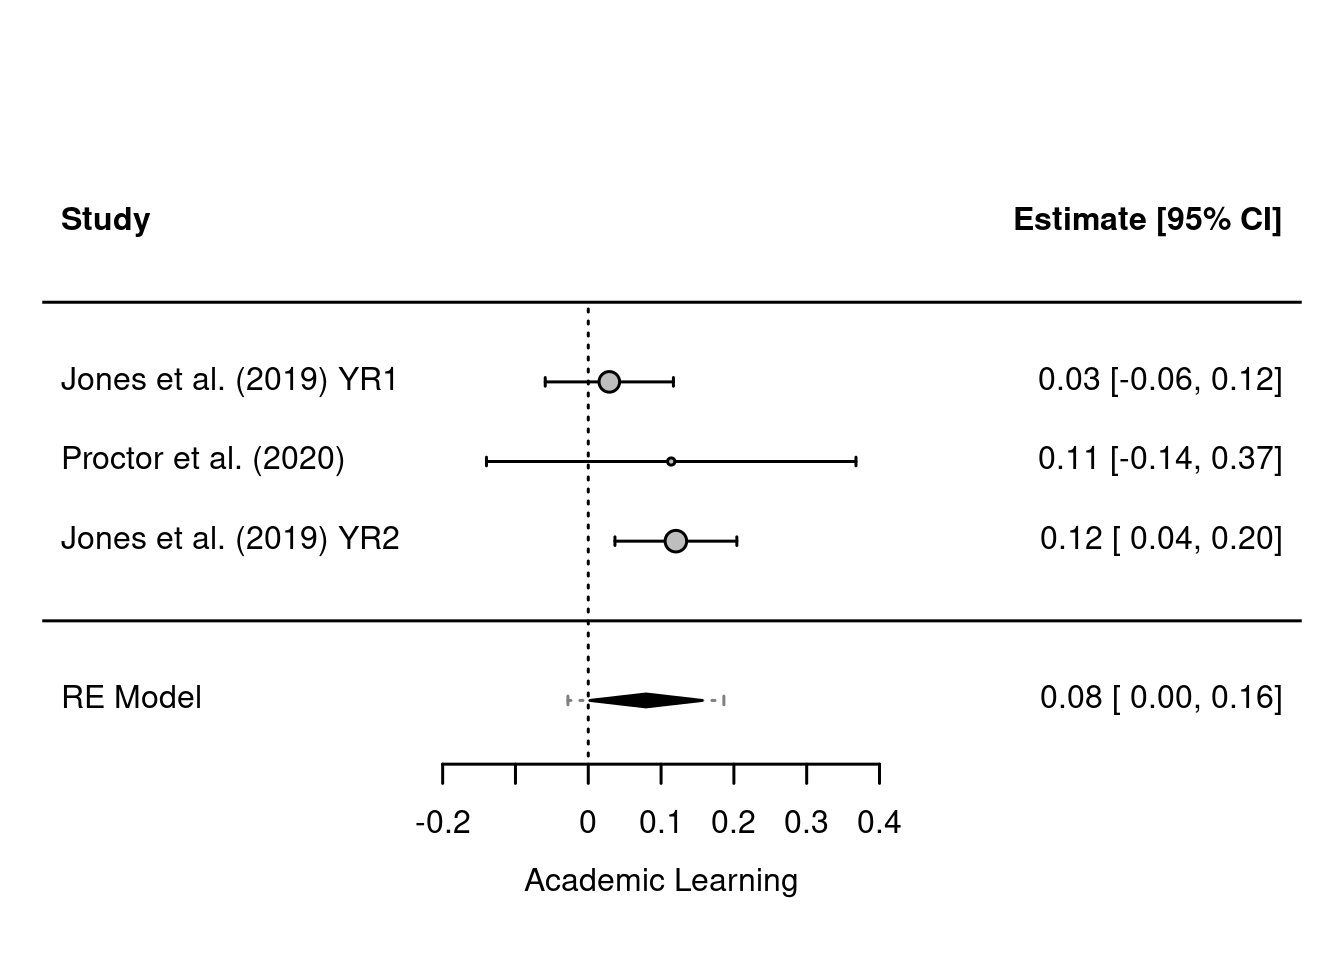 Study Estimate [95% CI]
Jones et al. (2019) YR1 0.03 [-0.06, 0.12]
Proctor et al. (2020) 0.11 [-0.14, 0.37]
Jones et al. (2019) YR2 0.12 [ 0.04, 0.20]
RE Model 0.08 [ 0.00, 0.16]
-0.2 0 0.1 0.2 0.3 0.4
Academic Learning